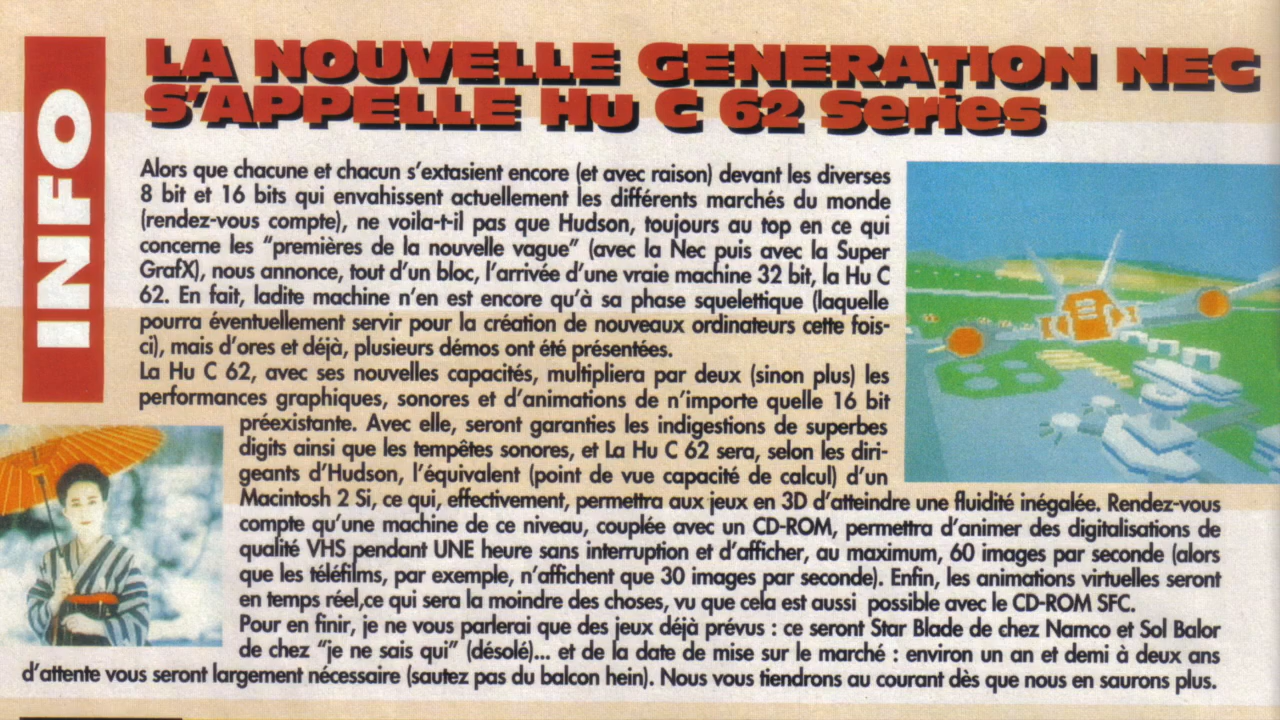 INFO
LA NOUVELLE GENERATION NEC
S'APPELLE Hu C 62 Series
Alors que chacune et chacun s'extasient encore (et avec raison) devant les diverses
8 bit et 16 bits qui envahissent actuellement les différents marchés du monde
(rendez-vous compte), ne voila-t-il pas que Hudson, toujours au top en ce qui
concerne les "premières de la nouvelle vague" (avec la Nec puis avec la Super
GrafX), nous annonce, tout d'un bloc, l'arrivée d'une vraie machine 32 bit, la Hu C
62. En fait, ladite machine n'en est encore qu'à sa phase squelettique (laquelle
pourra éventuellement servir pour la création de nouveaux ordinateurs cette fois-
ci), mais d'ores et déjà, plusieurs démos ont été présentées.
La Hu C 62, avec ses nouvelles capacités, multipliera par deux (sinon plus) les
performances graphiques, sonores et d'animations de n'importe quelle 16 bit
préexistante. Avec elle, seront garanties les indigestions de superbes
digits ainsi que les tempêtes sonores, et La Hu C 62 sera, selon les diri-
geants d'Hudson, l'équivalent (point de vue capacité de calcul) d'un
Macintosh 2 Si, ce qui, effectivement, permettra aux jeux en 3D d'atteindre une fluidité inégalée. Rendez-vous
compte qu'une machine de ce niveau, couplée avec un CD-ROM, permettra d'animer des digitalisations de
qualité VHS pendant UNE heure sans interruption et d'afficher, au maximum, 60 images par seconde (alors
que les téléfilms, par exemple, n'affichent que 30 images par seconde). Enfin, les animations virtuelles seront
en temps réel,ce qui sera la moindre des choses, vu que cela est aussi possible avec le CD-ROM SFC.
Pour en finir, je ne vous parlerai que des jeux déjà prévus : ce seront Star Blade de chez Namco et Sol Balor
de chez "je ne sais qui" (désolé)... et de la date de mise sur le marché : environ un an et demi à deux ans
d'attente vous seront largement nécessaire (sautez pas du balcon hein). Nous vous tiendrons au courant dès que nous en saurons plus.